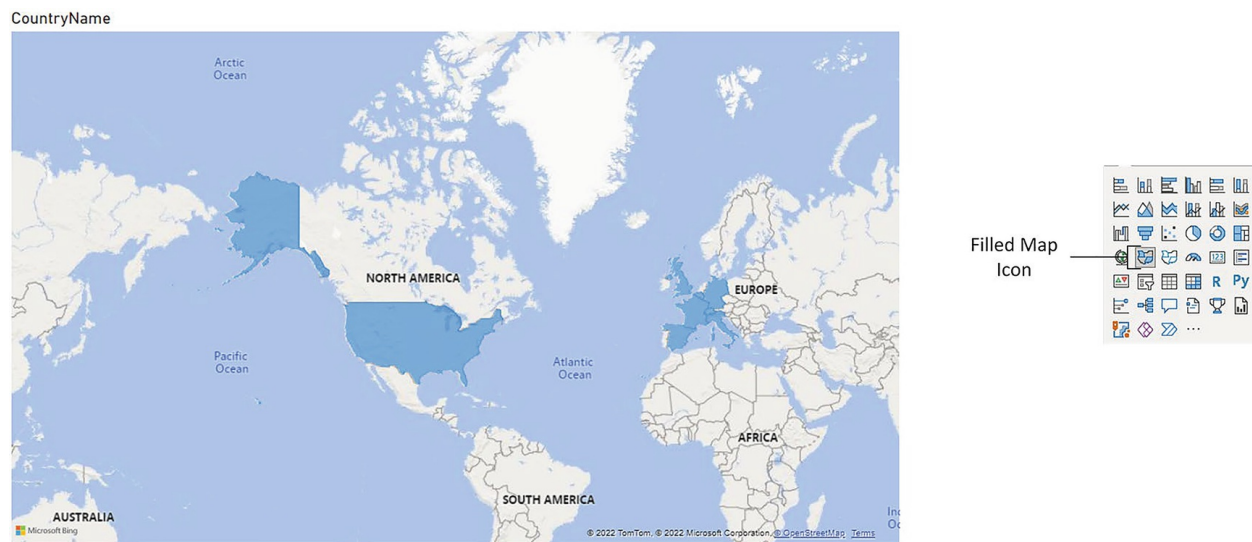 CountryName
Arctic
Ocean
NORTH AMERICA
EUROPE
Pacific
Ocean
Atlantic
Ocean
AFRICA
SOUTH AMERICA
AUSTRALIA
Microsoft Bing
© 2022 TomTom, © 2022 Microsoft Corporation, © OpenStreetMap Terms
Filled Map
Icon
123
R Py